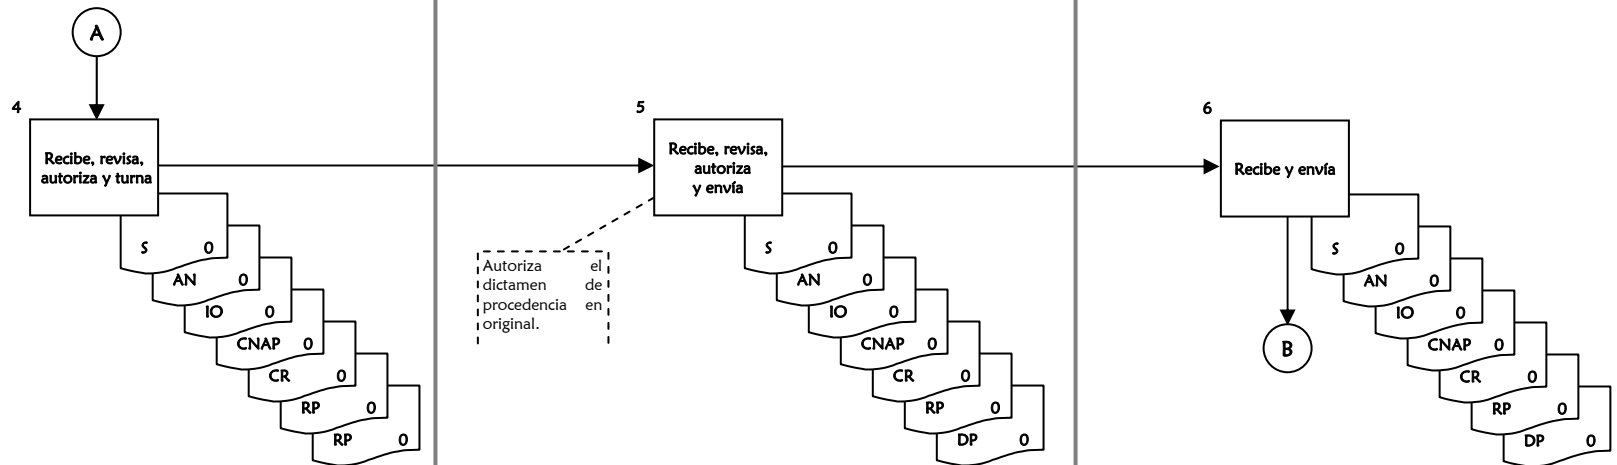 A
4
Recibe, revisa,
autoriza y turna
S 0
AN 0
IO 0
CNAP 0
CR 0
RP 0
RP 0
5
Recibe, revisa,
autoriza
y envía
Autoriza el
dictamen de
procedencia en
original.
S 0
AN 0
IO 0
CNAP 0
CR 0
RP 0
DP 0
6
Recibe y envía
S 0
AN 0
IO 0
CNAP 0
CR 0
RP 0
DP 0
B